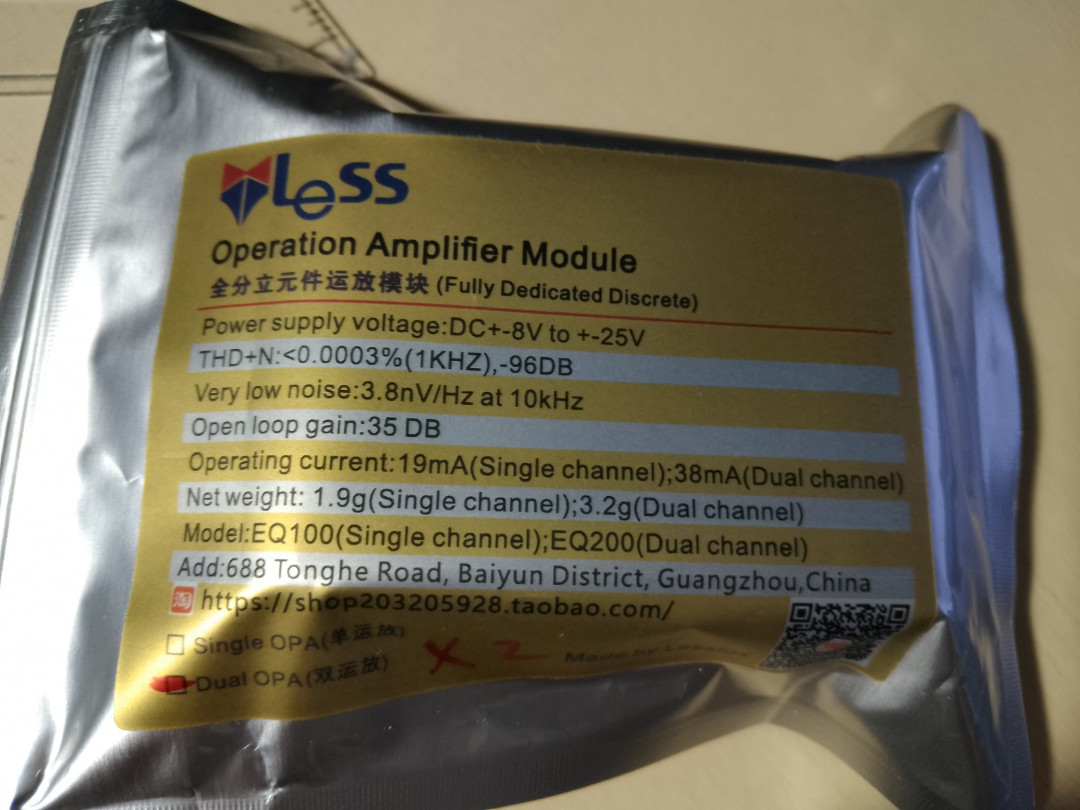 LeSS
Operation Amplifier Module
全分立元件运放模块 (Fully Dedicated Discrete)
Power supply voltage:DC+-8V to +-25V
THD+N:<0.0003%(1KHZ),-96DB
Very low noise:3.8nV/Hz at 10kHz
Open loop gain:35 DB
Operating current:19mA(Single channel);38mA(Dual channel)
Net weight: 1.9g(Single channel);3.2g(Dual channel)
Model:EQ100(Single channel);EQ200(Dual channel)
Add:688 Tonghe Road, Baiyun District, Guangzhou,China
淘 https://shop203205928.taobao.com/
Single OPA(单运放)
Dual OPA(双运放) X 2 Made by